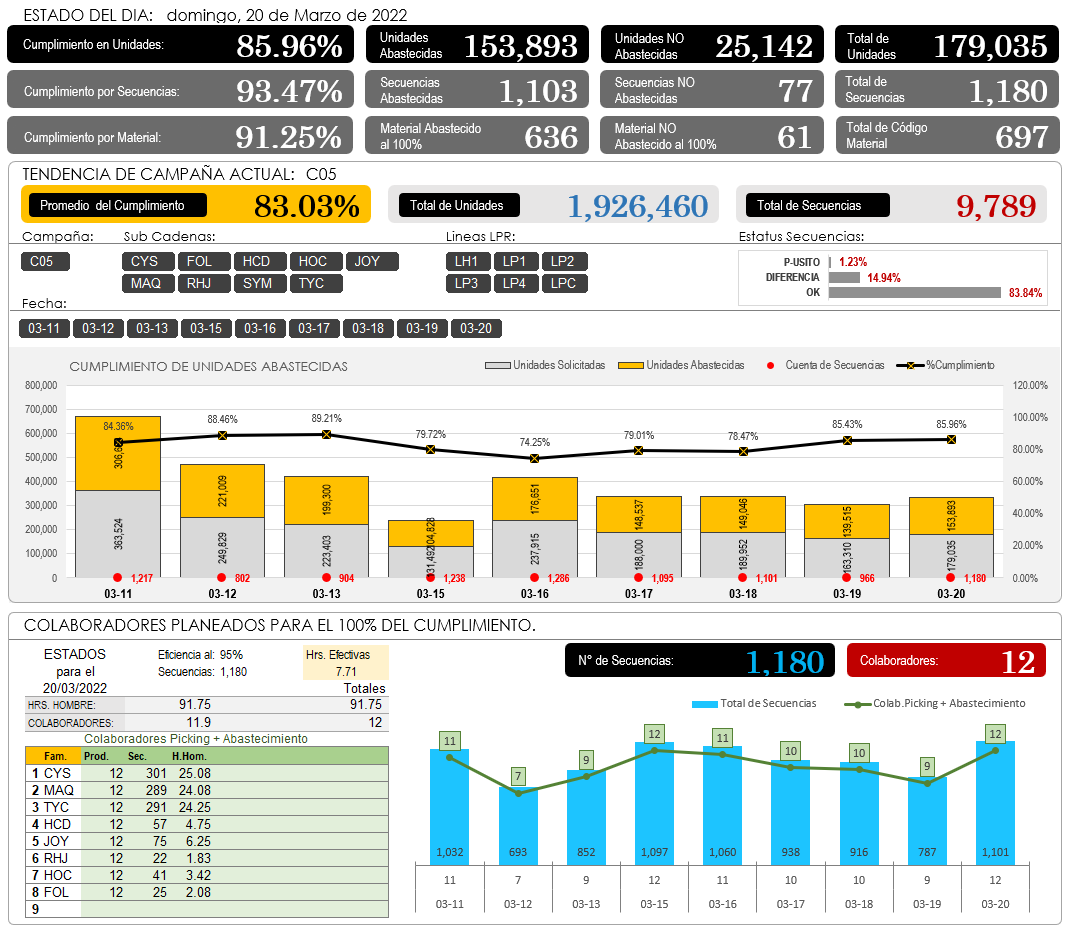 ESTADO DEL DIA: domingo, 20 de Marzo de 2022
Cumplimiento en Unidades: 85.96%
Unidades Abastecidas 153,893
Unidades NO Abastecidas 25,142
Total de Unidades 179,035
Cumplimiento por Secuencias: 93.47%
Secuencias Abastecidas 1,103
Secuencias NO Abastecidas 77
Total de Secuencias 1,180
Cumplimiento por Material: 91.25%
Material Abastecido al 100% 636
Material NO Abastecido al 100% 61
Total de Código Material 697
TENDENCIA DE CAMPAÑA ACTUAL: C05
Promedio del Cumplimiento 83.03%
Total de Unidades 1,926,460
Total de Secuencias 9,789
Campaña: Sub Cadenas: Lineas LPR: Estatus Secuencias:
C05 CYS FOL HCD HOC JOY LH1 LP1 LP2
MAQ RHJ SYM TYC LP3 LP4 LPC
P-USITO 1.23%
DIFERENCIA 14.94%
OK 83.84%
Fecha:
03-11 03-12 03-13 03-15 03-16 03-17 03-18 03-19 03-20
CUMPLIMIENTO DE UNIDADES ABASTECIDAS
Unidades Solicitadas Unidades Abastecidas Cuenta de Secuencias %Cumplimiento
800,000 120.00%
700,000
600,000 100.00%
500,000 80.00%
400,000 60.00%
300,000
200,000 40.00%
100,000 20.00%
0 0.00%
84.36% 88.46% 89.21% 79.72% 74.25% 79.01% 78.47% 85.43% 85.96%
221,009 199,300 176,651 148,537 149,046 139,515 153,893
363,524 249,829 223,403 237,915 188,000 189,952 163,310 179,035
1,217 802 904 1,238 1,286 1,095 1,101 966 1,180
03-11 03-12 03-13 03-15 03-16 03-17 03-18 03-19 03-20
COLABORADORES PLANEADOS PARA EL 100% DEL CUMPLIMIENTO.
ESTADOS para el 20/03/2022
Eficiencia al: 95%
Secuencias: 1,180
Hrs. Efectivas
7.71
Totales
HRS. HOMBRE: 91.75 91.75
COLABORADORES: 11.9 12
Colaboradores Picking + Abastecimiento
Fam. Prod. Sec. H.Hom.
1 CYS 12 301 25.08
2 MAQ 12 289 24.08
3 TYC 12 291 24.25
4 HCD 12 57 4.75
5 JOY 12 75 6.25
6 RHJ 12 22 1.83
7 HOC 12 41 3.42
8 FOL 12 25 2.08
9
N° de Secuencias: 1,180
Colaboradores: 12
Total de Secuencias Colab.Picking + Abastecimiento
11 7 9 12 11 10 10 9 12
1,032 693 852 1,097 1,060 938 916 787 1,101
11 7 9 12 11 10 10 9 12
03-11 03-12 03-13 03-15 03-16 03-17 03-18 03-19 03-20